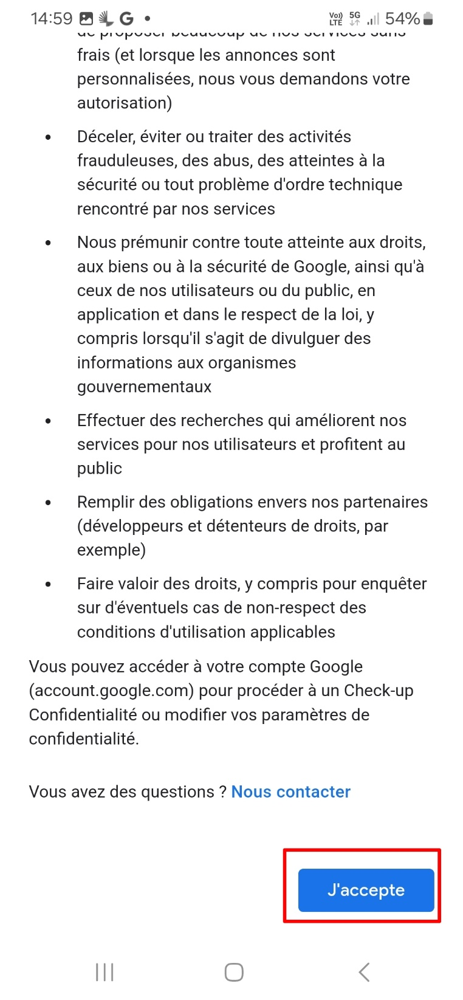 14:59 G Vo)) LTE 5G 54%
de proposer beaucoup de nos services sans
frais (et lorsque les annonces sont
personnalisées, nous vous demandons votre
autorisation)
• Déceler, éviter ou traiter des activités
frauduleuses, des abus, des atteintes à la
sécurité ou tout problème d'ordre technique
rencontré par nos services
• Nous prémunir contre toute atteinte aux droits,
aux biens ou à la sécurité de Google, ainsi qu'à
ceux de nos utilisateurs ou du public, en
application et dans le respect de la loi, y
compris lorsqu'il s'agit de divulguer des
informations aux organismes
gouvernementaux
• Effectuer des recherches qui améliorent nos
services pour nos utilisateurs et profitent au
public
• Remplir des obligations envers nos partenaires
(développeurs et détenteurs de droits, par
exemple)
• Faire valoir des droits, y compris pour enquêter
sur d'éventuels cas de non-respect des
conditions d'utilisation applicables
Vous pouvez accéder à votre compte Google
(account.google.com) pour procéder à un Check-up
Confidentialité ou modifier vos paramètres de
confidentialité.
Vous avez des questions ? Nous contacter
J'accepte